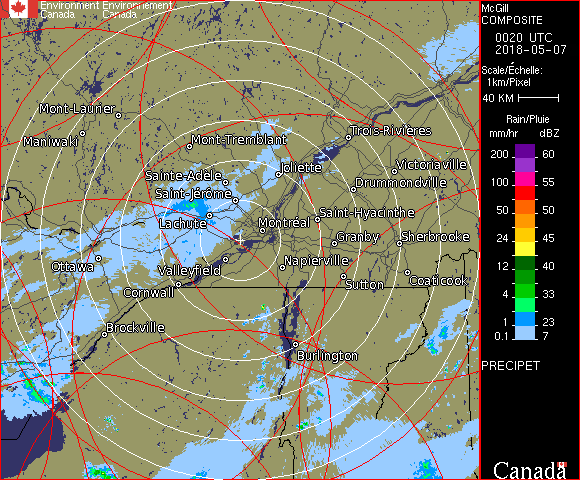 Environment Environnement
Canada Canada
McGill
COMPOSITE
0020 UTC
2018-05-07
Scale/Échelle:
1km/Pixel
40 KM
Rain/Pluie
mm/hr dBZ
200 60
100 55
50 50
24 45
12 40
4 33
1 23
0.1 7
PRECIPET
Canada
Mont-Laurier
Maniwaki
Mont-Tremblant
Trois-Rivières
Joliette
Victoriaville
Sainte-Adèle
Drummondville
Saint-Jérôme
Saint-Hyacinthe
Lachute
Montréal
Granby
Sherbrooke
Ottawa
Valleyfield
Napierville
Cornwall
Sutton
Coaticook
Brockville
Burlington